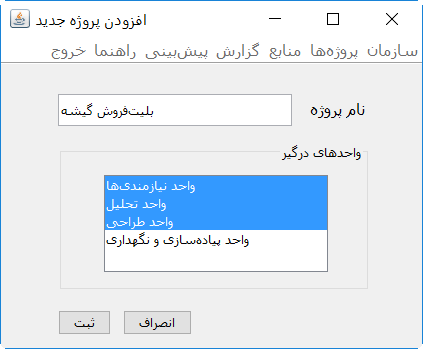 افزودن پروژه جدید
سازمان پروژه‌ها منابع گزارش پیش‌بینی راهنما خروج
نام پروژه
بلیت‌فروش گیشه
واحدهای درگیر
واحد نیازمندی‌ها
واحد تحلیل
واحد طراحی
واحد پیاده‌سازی و نگهداری
انصراف
ثبت